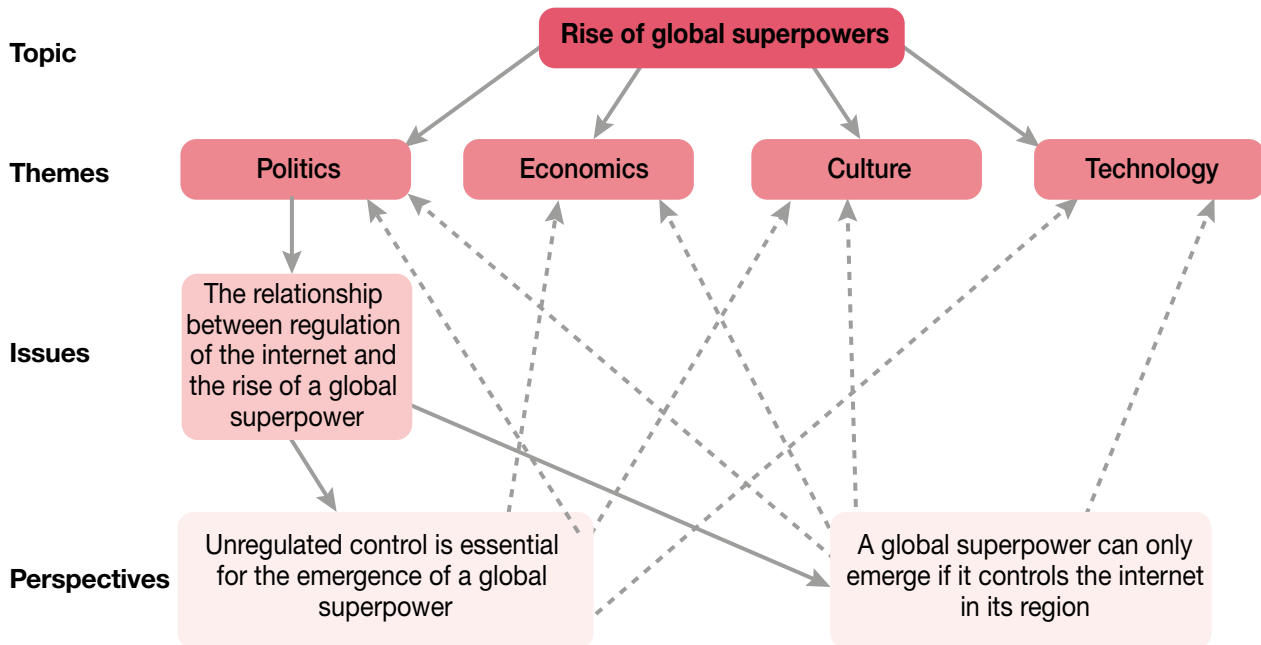 Topic
Rise of global superpowers
Themes
Politics
Economics
Culture
Technology
Issues
The relationship
between regulation
of the internet and
the rise of a global
superpower
Perspectives
Unregulated control is essential
for the emergence of a global
superpower
A global superpower can only
emerge if it controls the internet
in its region